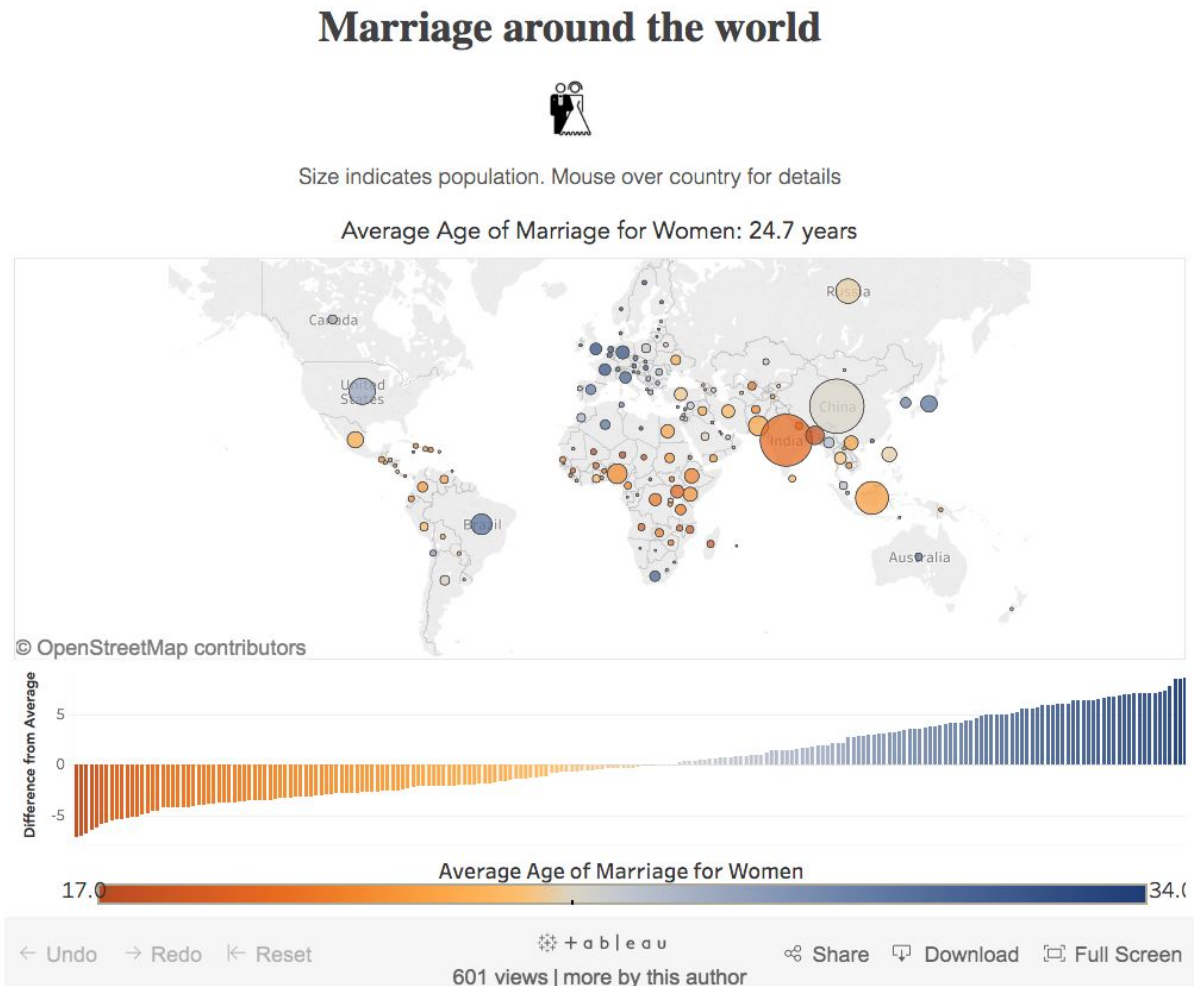 Marriage around the world
Size indicates population. Mouse over country for details
Average Age of Marriage for Women: 24.7 years
Russia
Canada
United
States
China
India
Brazil
Australia
© OpenStreetMap contributors
Difference from Average
5
0
-5
Average Age of Marriage for Women
17.0
34.0
← Undo → Redo Reset
+ableau
Share Download Full Screen
601 views | more by this author